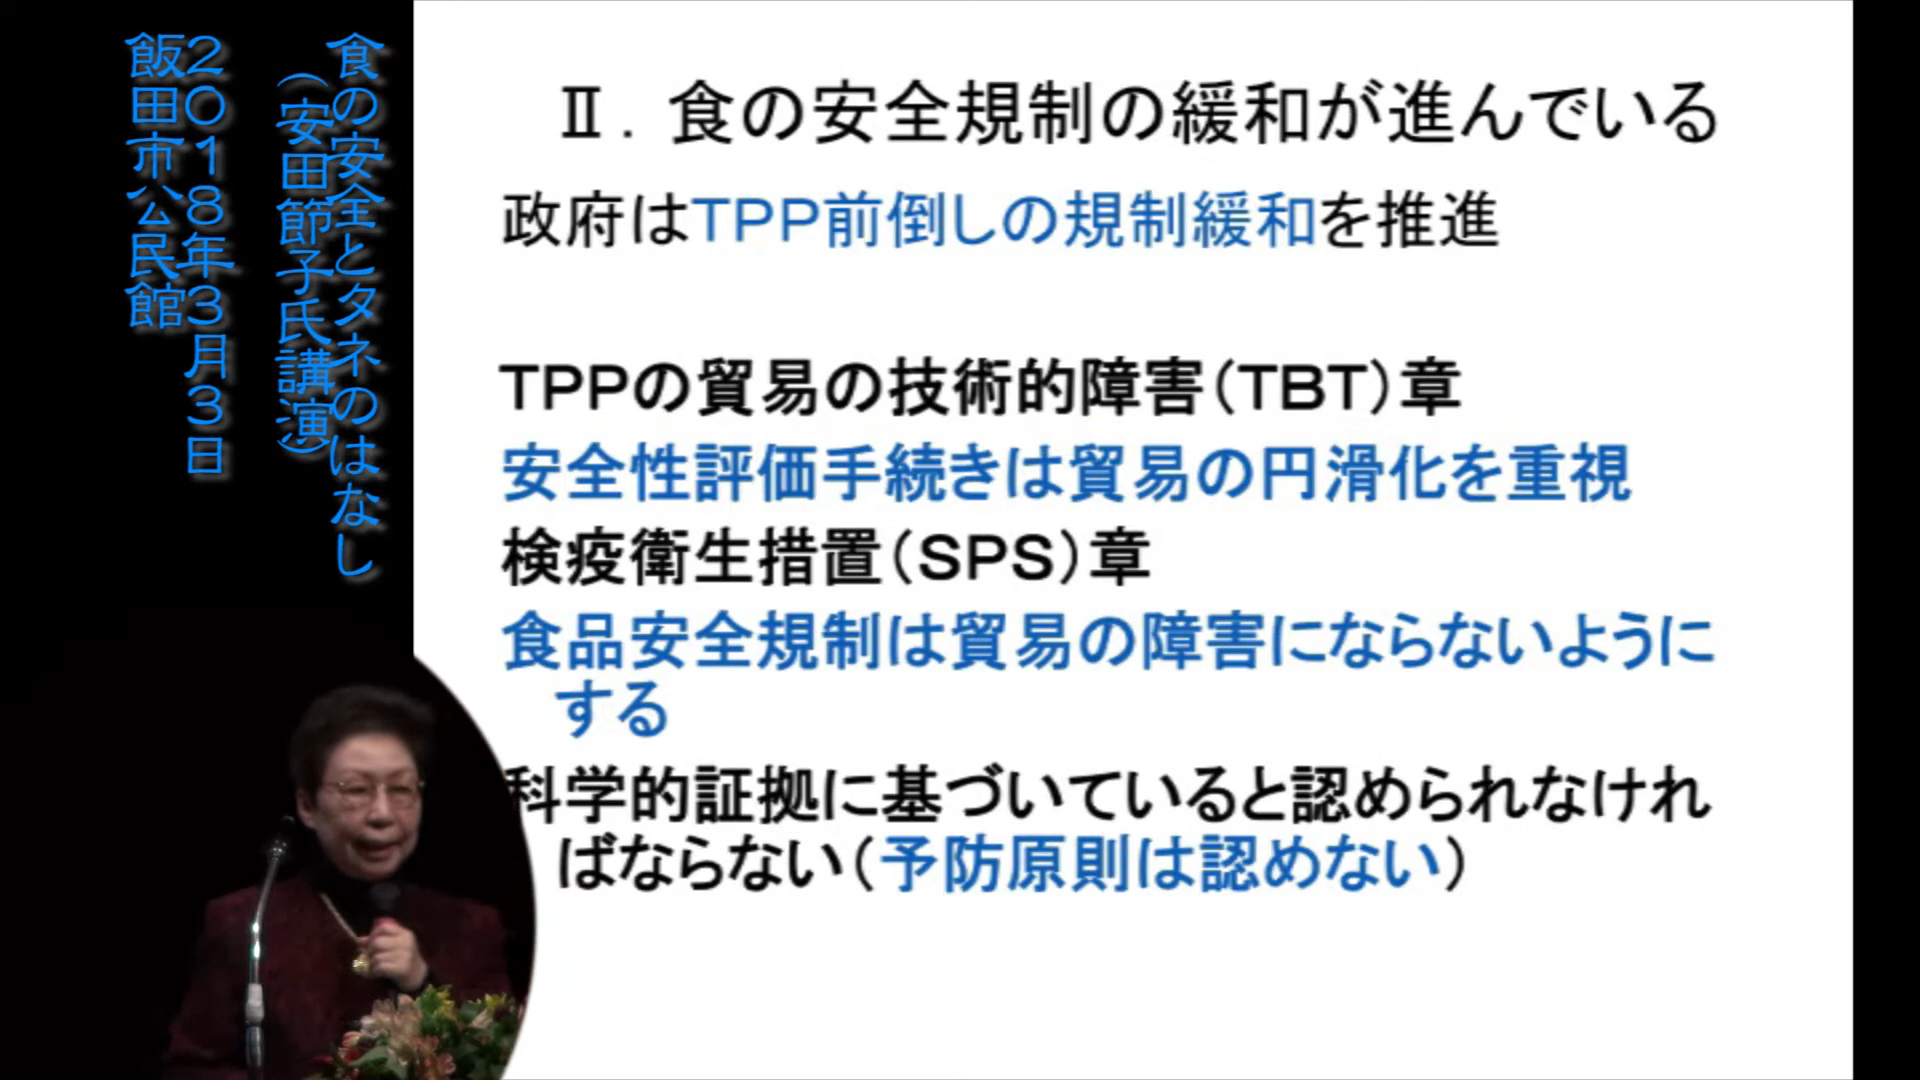 食の安全とタネのはなし
（安田節子氏講演）
２０１８年３月３日
飯田市公民館
Ⅱ．食の安全規制の緩和が進んでいる
政府はTPP前倒しの規制緩和を推進
TPPの貿易の技術的障害（TBT）章
安全性評価手続きは貿易の円滑化を重視
検疫衛生措置（SPS）章
食品安全規制は貿易の障害にならないように
する
科学的証拠に基づいていると認められなけれ
ばならない（予防原則は認めない）